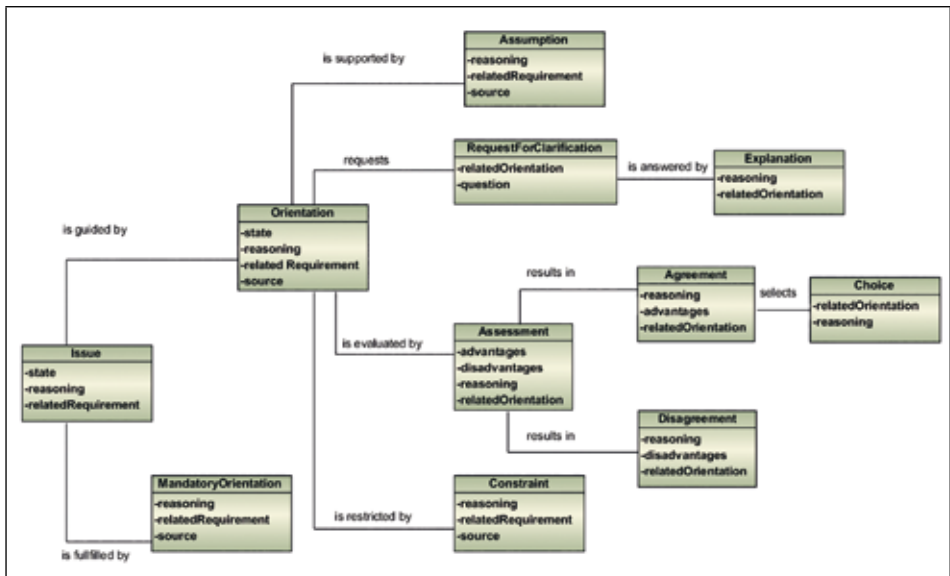 Assumption
-reasoning
-relatedRequirement
-source
is supported by
RequestForClarification
-relatedOrientation
-question
requests
is answered by
Explanation
-reasoning
-relatedOrientation
Orientation
-state
-reasoning
-related Requirement
-source
is guided by
results in
Agreement
-reasoning
-advantages
-relatedOrientation
selects
Choice
-relatedOrientation
-reasoning
Assessment
-advantages
-disadvantages
-reasoning
-relatedOrientation
is evaluated by
Issue
-state
-reasoning
-relatedRequirement
results in
Disagreement
-reasoning
-disadvantages
-relatedOrientation
MandatoryOrientation
-reasoning
-relatedRequirement
-source
is restricted by
Constraint
-reasoning
-relatedRequirement
-source
is fullfilled by